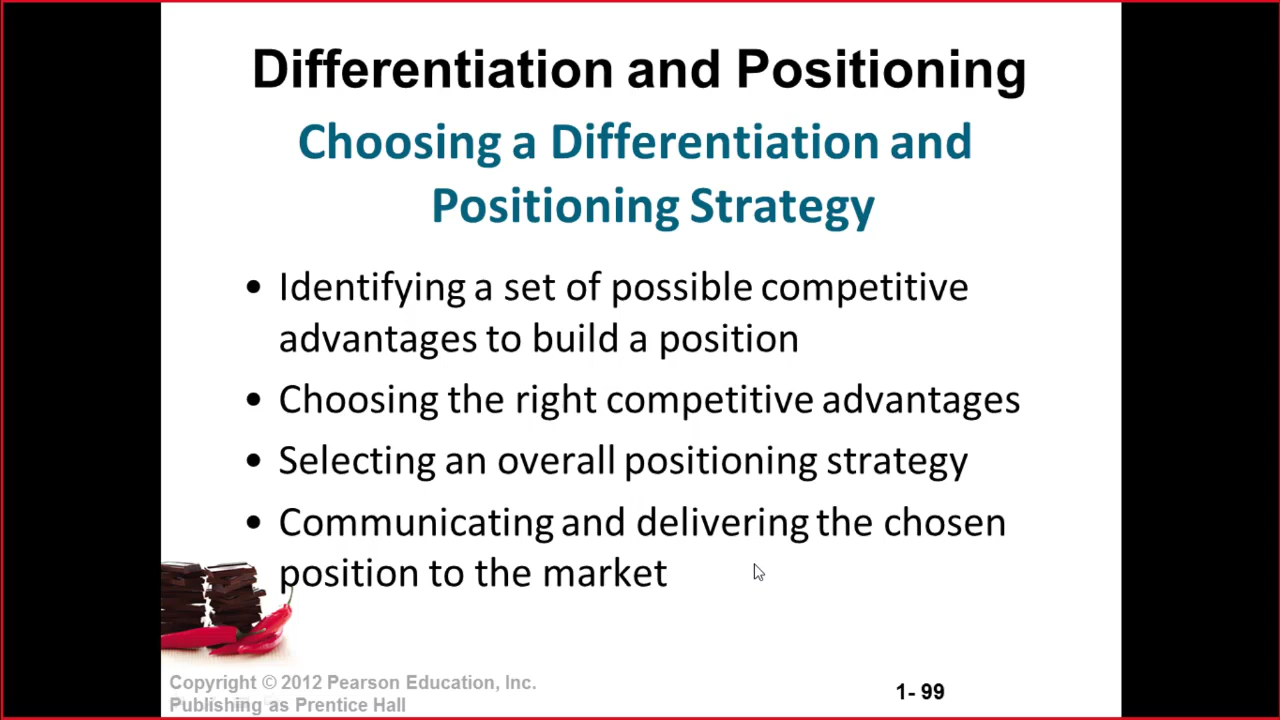 Differentiation and Positioning
Choosing a Differentiation and
Positioning Strategy
• Identifying a set of possible competitive
advantages to build a position
• Choosing the right competitive advantages
• Selecting an overall positioning strategy
• Communicating and delivering the chosen
position to the market
Copyright © 2012 Pearson Education, Inc.
Publishing as Prentice Hall
1- 99